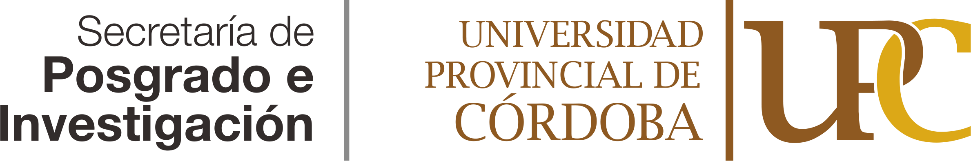 Secretaría de
Posgrado e
Investigación
UNIVERSIDAD
PROVINCIAL DE
CÓRDOBA
UPC